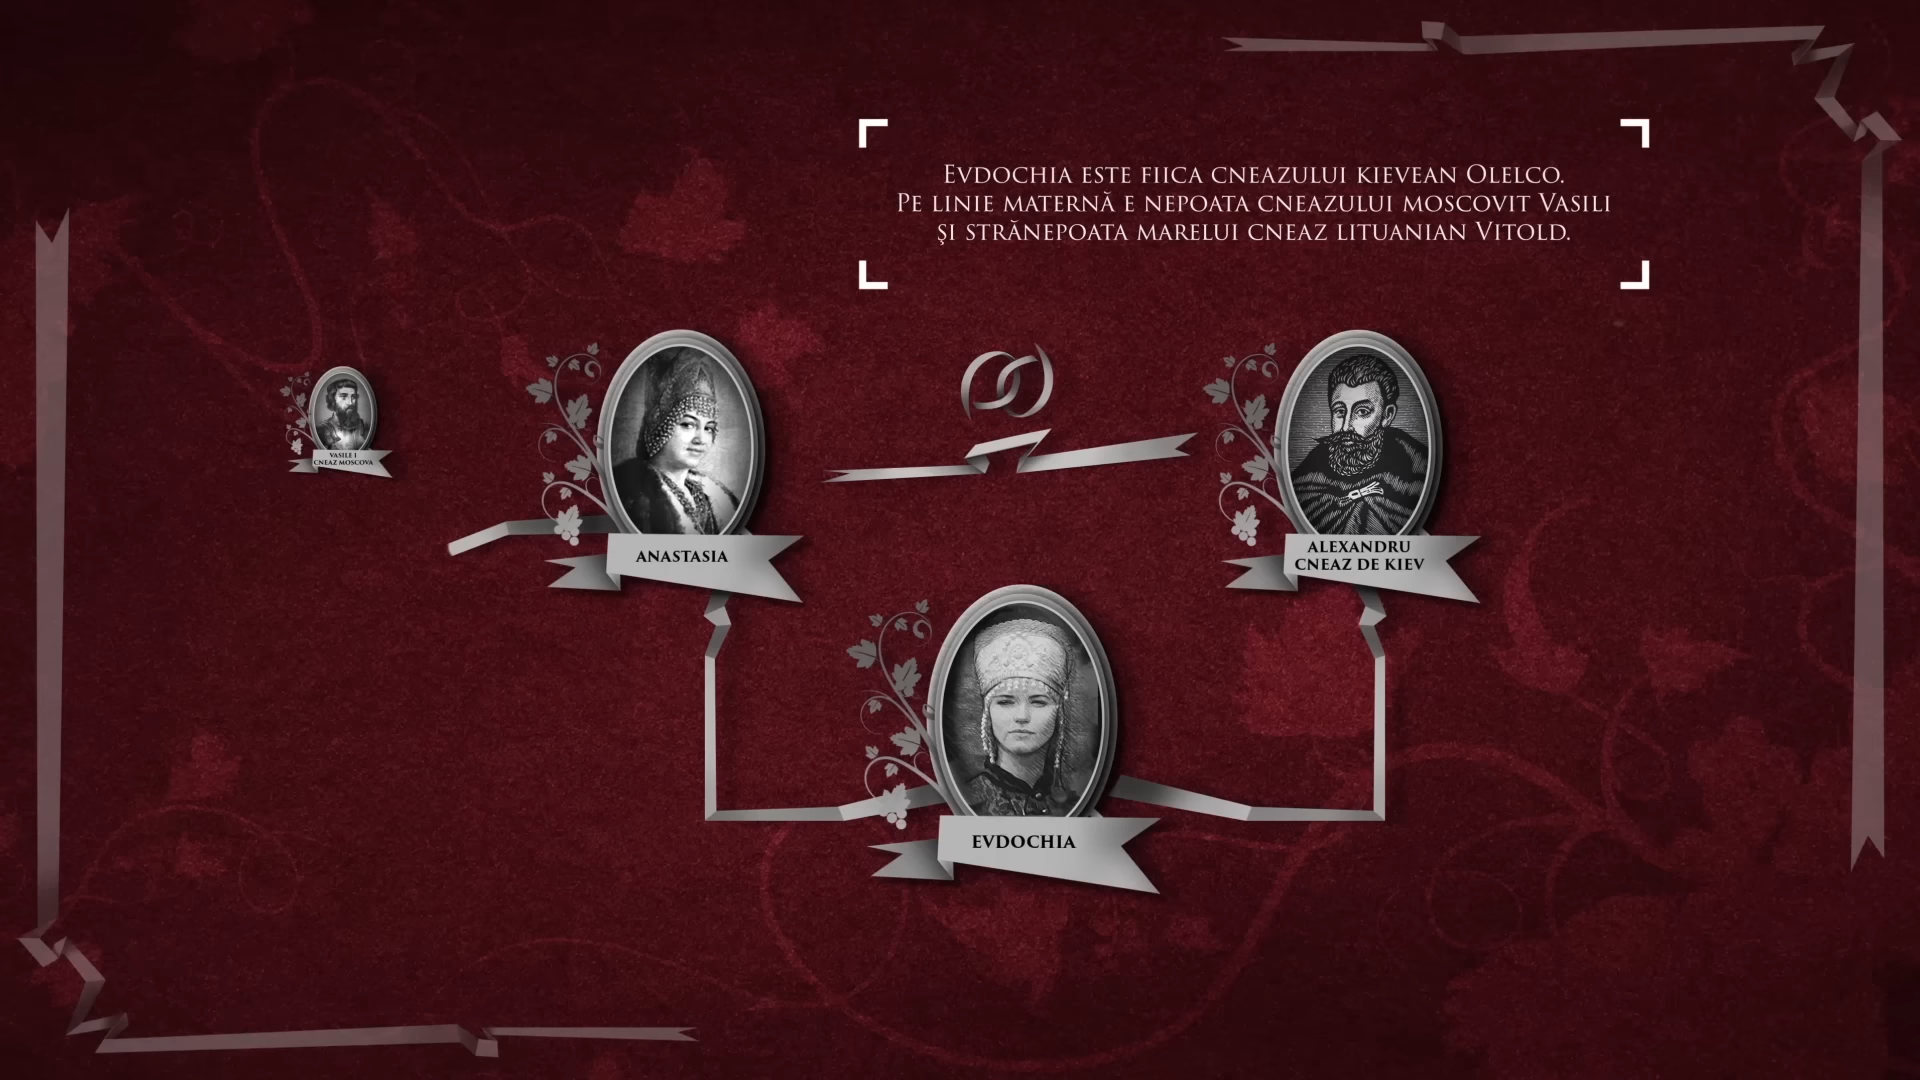 Evdochia este fiica cneazului kievean Olelco.
Pe linie maternă e nepoata cneazului moscovit Vasili
şi strănepoata marelui cneaz lituanian Vitold.
VASILE I
CNEAZ MOSCOVA
ANASTASIA
ALEXANDRU
CNEAZ DE KIEV
EVDOCHIA